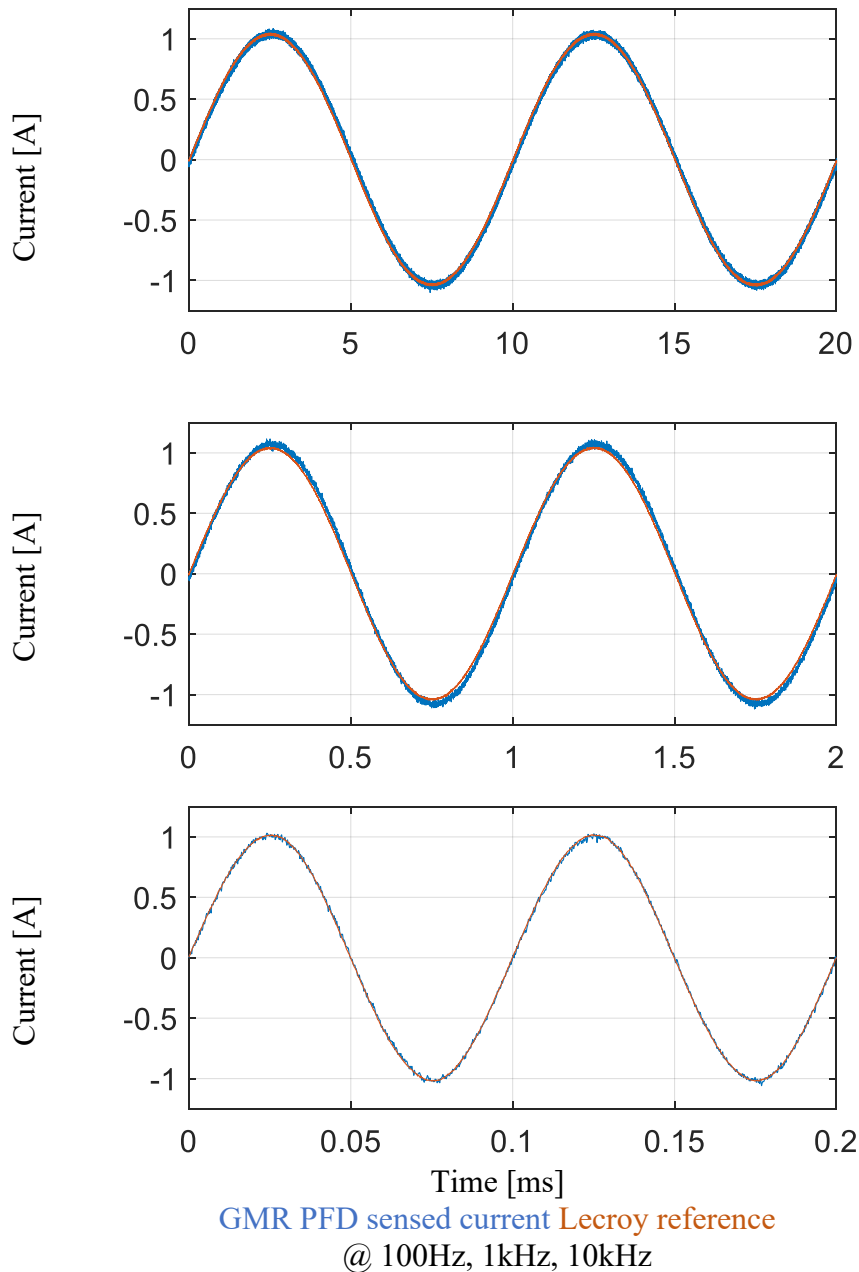 Current [A]
1
0.5
0
-0.5
-1
0 5 10 15 20
Current [A]
1
0.5
0
-0.5
-1
0 0.5 1 1.5 2
Current [A]
1
0.5
0
-0.5
-1
0 0.05 0.1 0.15 0.2
Time [ms]
GMR PFD sensed current Lecroy reference
@ 100Hz, 1kHz, 10kHz